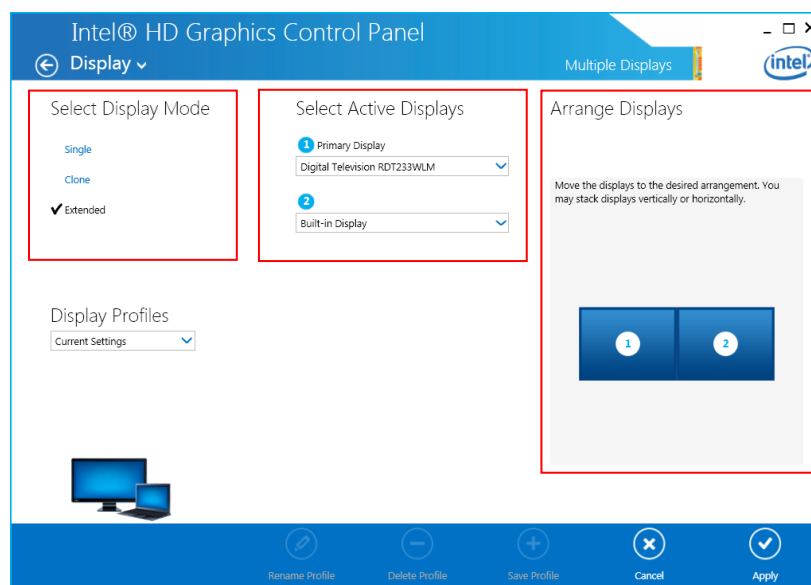 Intel® HD Graphics Control Panel
Display
Multiple Displays
intel
Select Display Mode
Single
Clone
Extended
Select Active Displays
1 Primary Display
Digital Television RDT233WLM
2
Built-in Display
Arrange Displays
Move the displays to the desired arrangement. You
may stack displays vertically or horizontally.
1 2
Display Profiles
Current Settings
Rename Profile
Delete Profile
Save Profile
Cancel
Apply